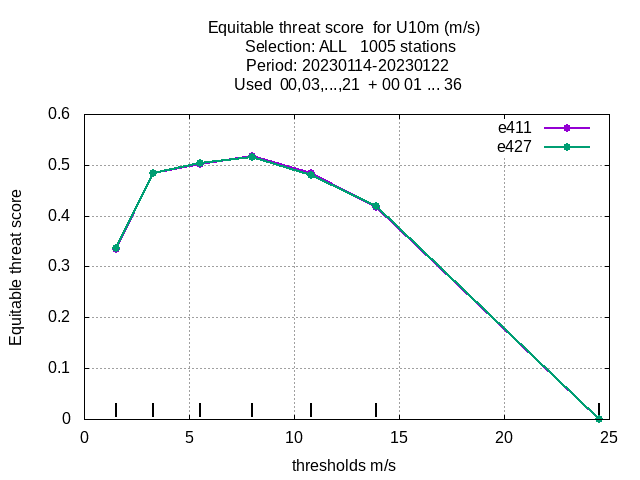 Equitable threat score  for U10m (m/s)
Selection: ALL   1005 stations
Period: 20230114-20230122
Used  00,03,...,21  + 00 01 ... 36
e411
e427
0.6
0.5
0.4
0.3
0.2
0.1
0
Equitable threat score
0 5 10 15 20 25
thresholds m/s